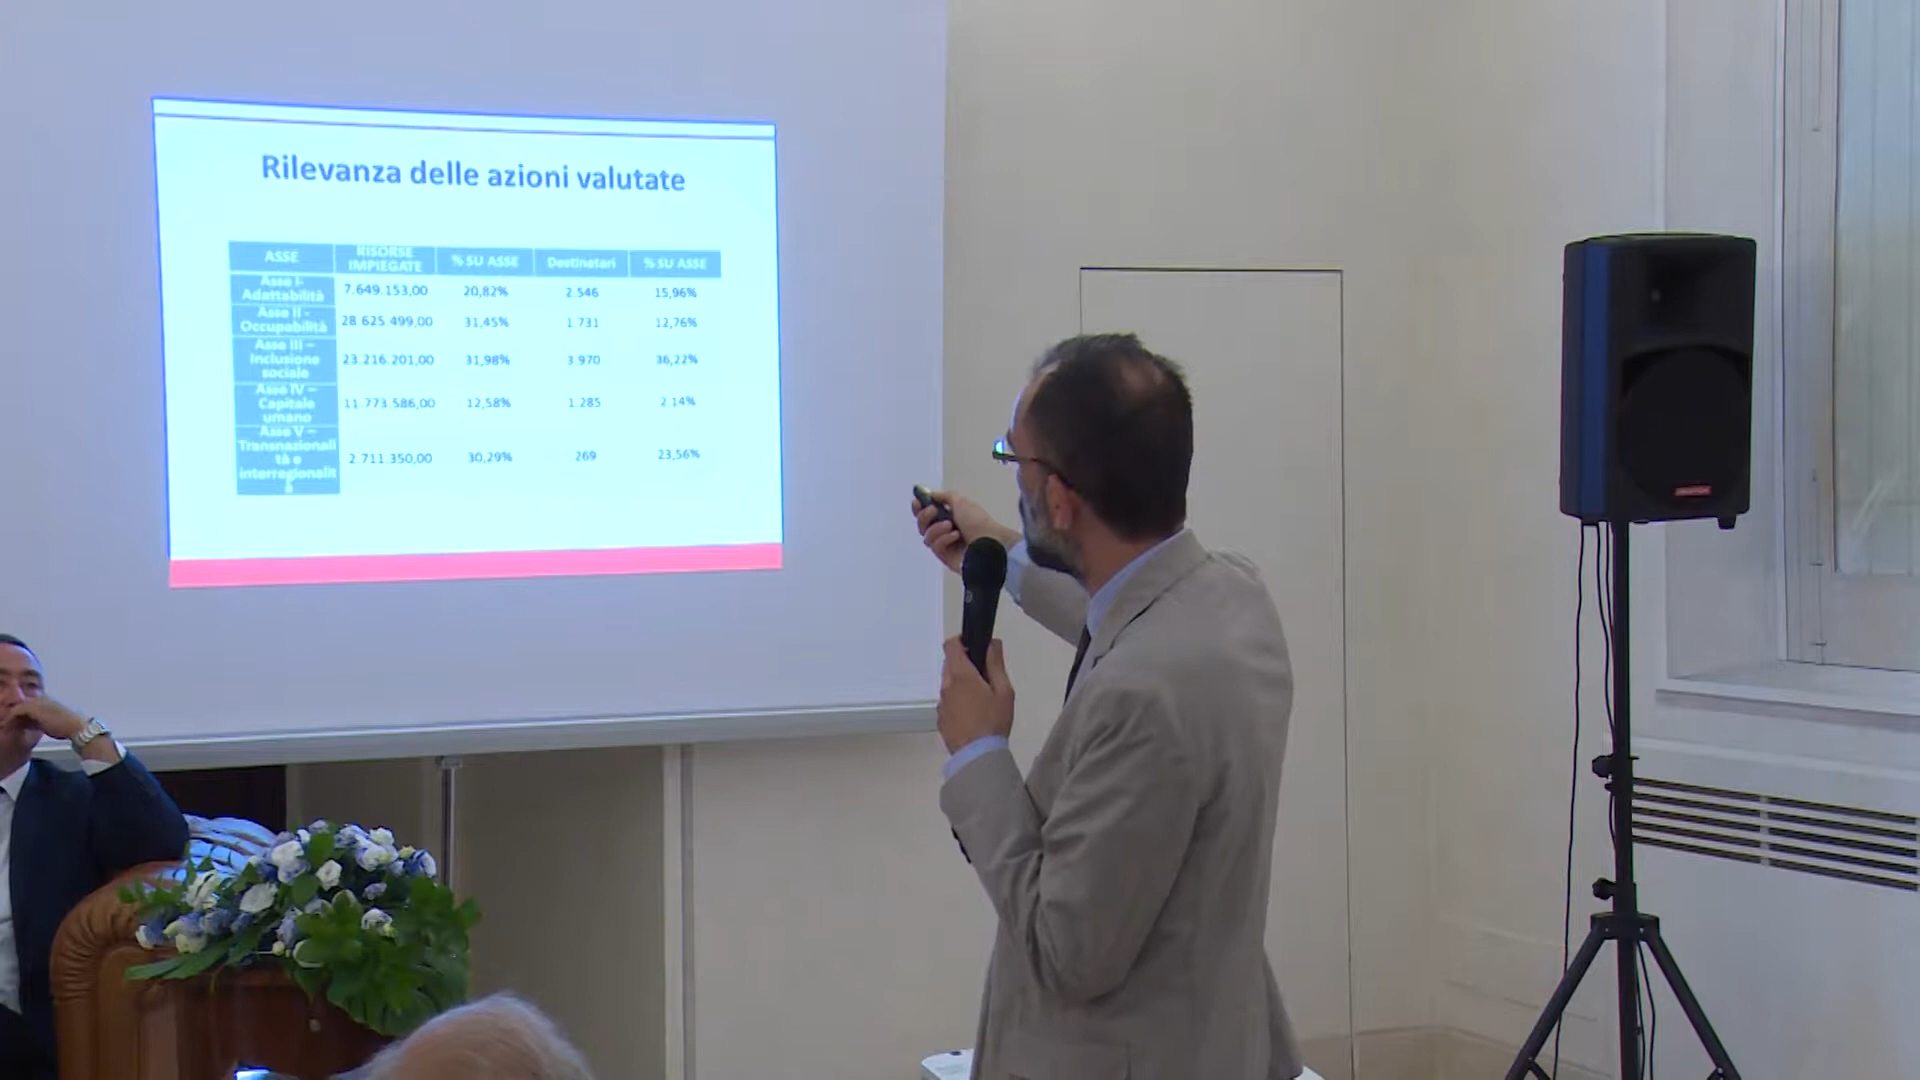 Rilevanza delle azioni valutate
ASSE RISORSE IMPIEGATE % SU ASSE Destinatari % SU ASSE
Asse I- Adattabilità 7.649.153,00 20,82% 2.546 15,96%
Asse II - Occupabilità 28.625.499,00 31,45% 1.731 12,76%
Asse III – Inclusione sociale 23.216.201,00 31,98% 3.970 36,22%
Asse IV – Capitale umano 11.773.586,00 12,58% 1.285 2.14%
Asse V – Transnazionalità e interregionalità 2.711.350,00 30,29% 269 23,56%